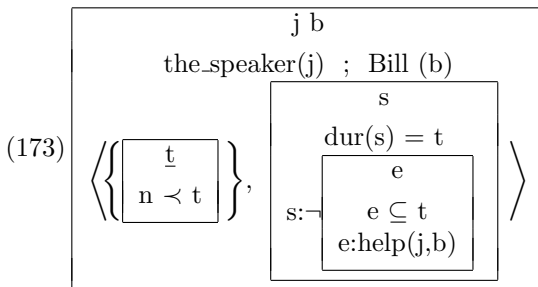 j b
the_speaker(j) ; Bill (b)
s
dur(s) = t
(173) ⟨{ t̲ n ≺ t }, s:¬ ⟩
e
e ⊆ t
e:help(j,b)